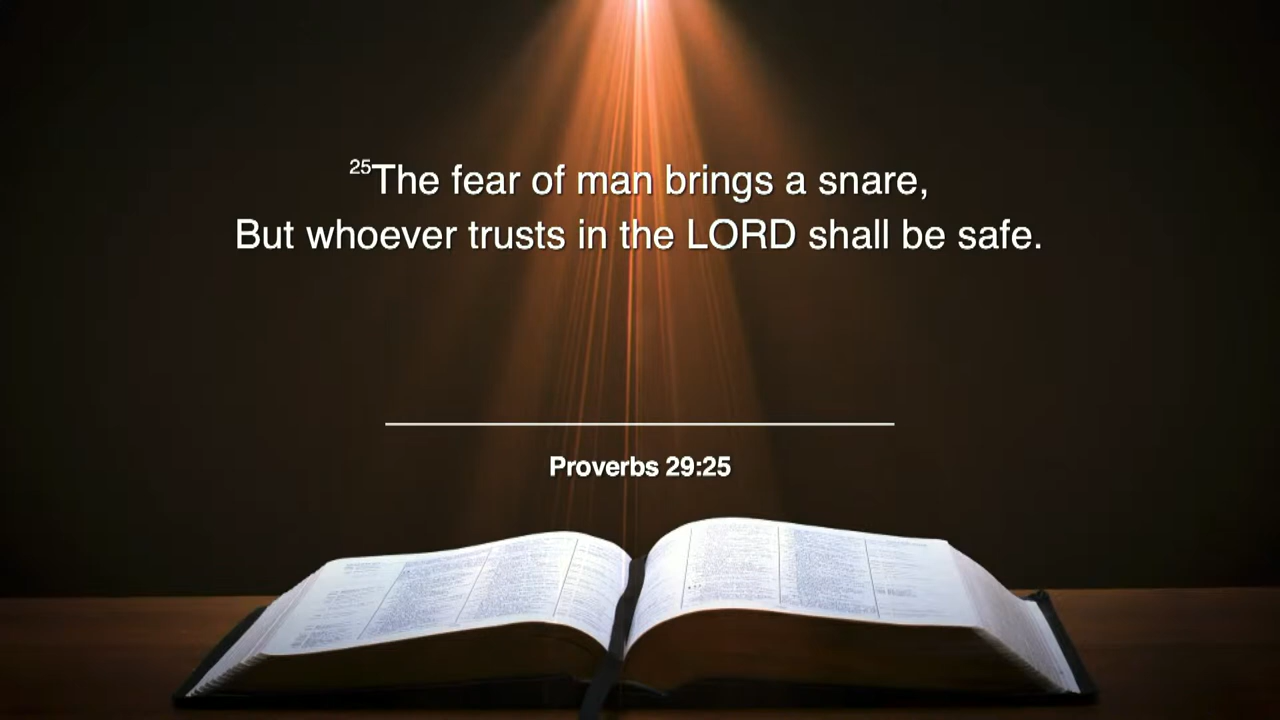 25The fear of man brings a snare,
But whoever trusts in the LORD shall be safe.
Proverbs 29:25